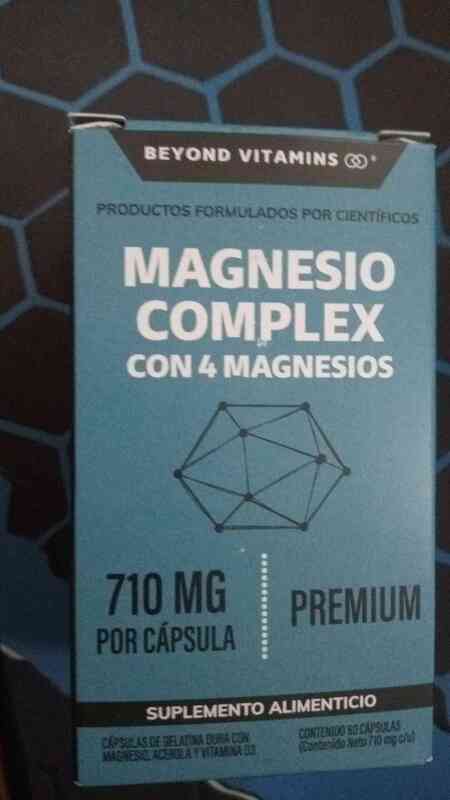 BEYOND VITAMINS
PRODUCTOS FORMULADOS POR CIENTÍFICOS
MAGNESIO
COMPLEX
CON 4 MAGNESIOS
710 MG
POR CÁPSULA
PREMIUM
SUPLEMENTO ALIMENTICIO
CÁPSULAS DE GELATINA DURA CON
MAGNESIO, ACEROLA Y VITAMINA D3
CONTENIDO 60 CÁPSULAS
(Contenido Neto 710 mg c/u)